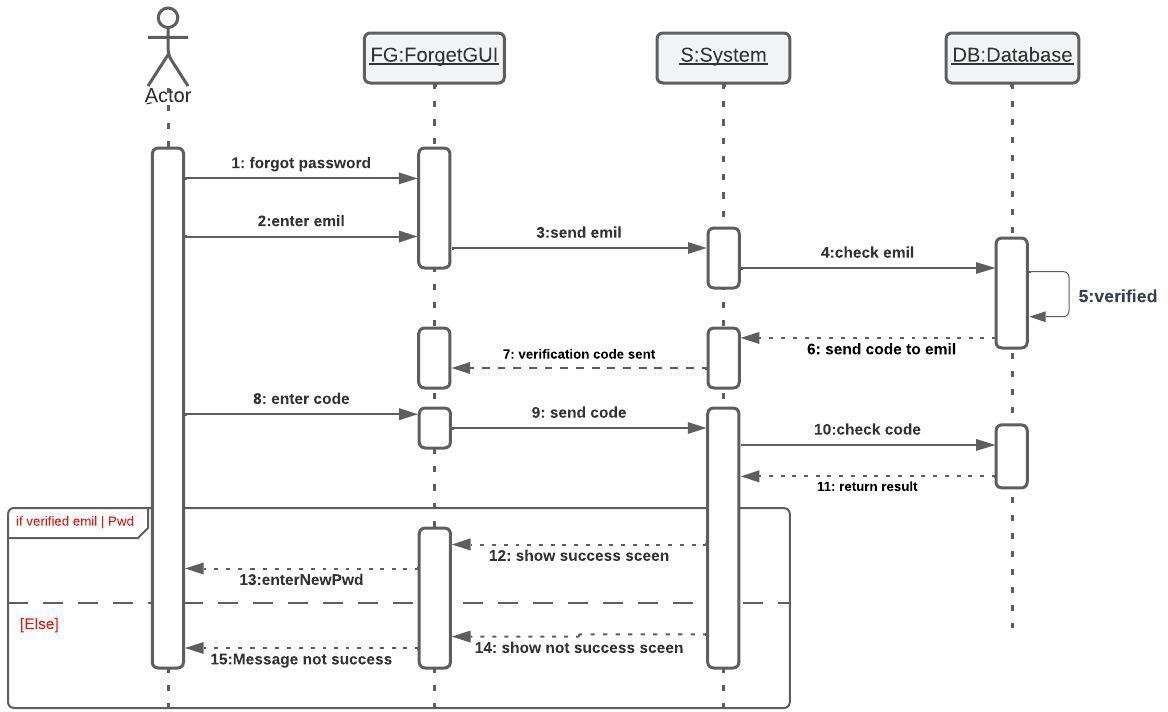 Actor
FG:ForgetGUI
S:System
DB:Database
1: forgot password
2:enter emil
3:send emil
4:check emil
5:verified
6: send code to emil
7: verification code sent
8: enter code
9: send code
10:check code
11: return result
if verified emil | Pwd
12: show success sceen
13:enterNewPwd
[Else]
14: show not success sceen
15:Message not success